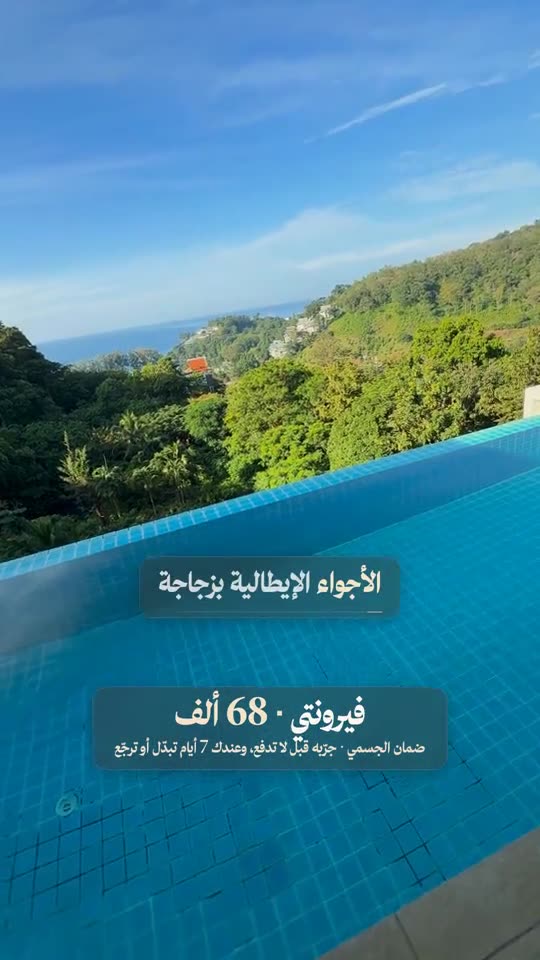 الأجواء الإيطالية بزجاجة
فيرونتي · 68 ألف
ضمان الجسمي · جرّبه قبل لا تدفع، وعندك 7 أيام تبدّل أو ترجّع